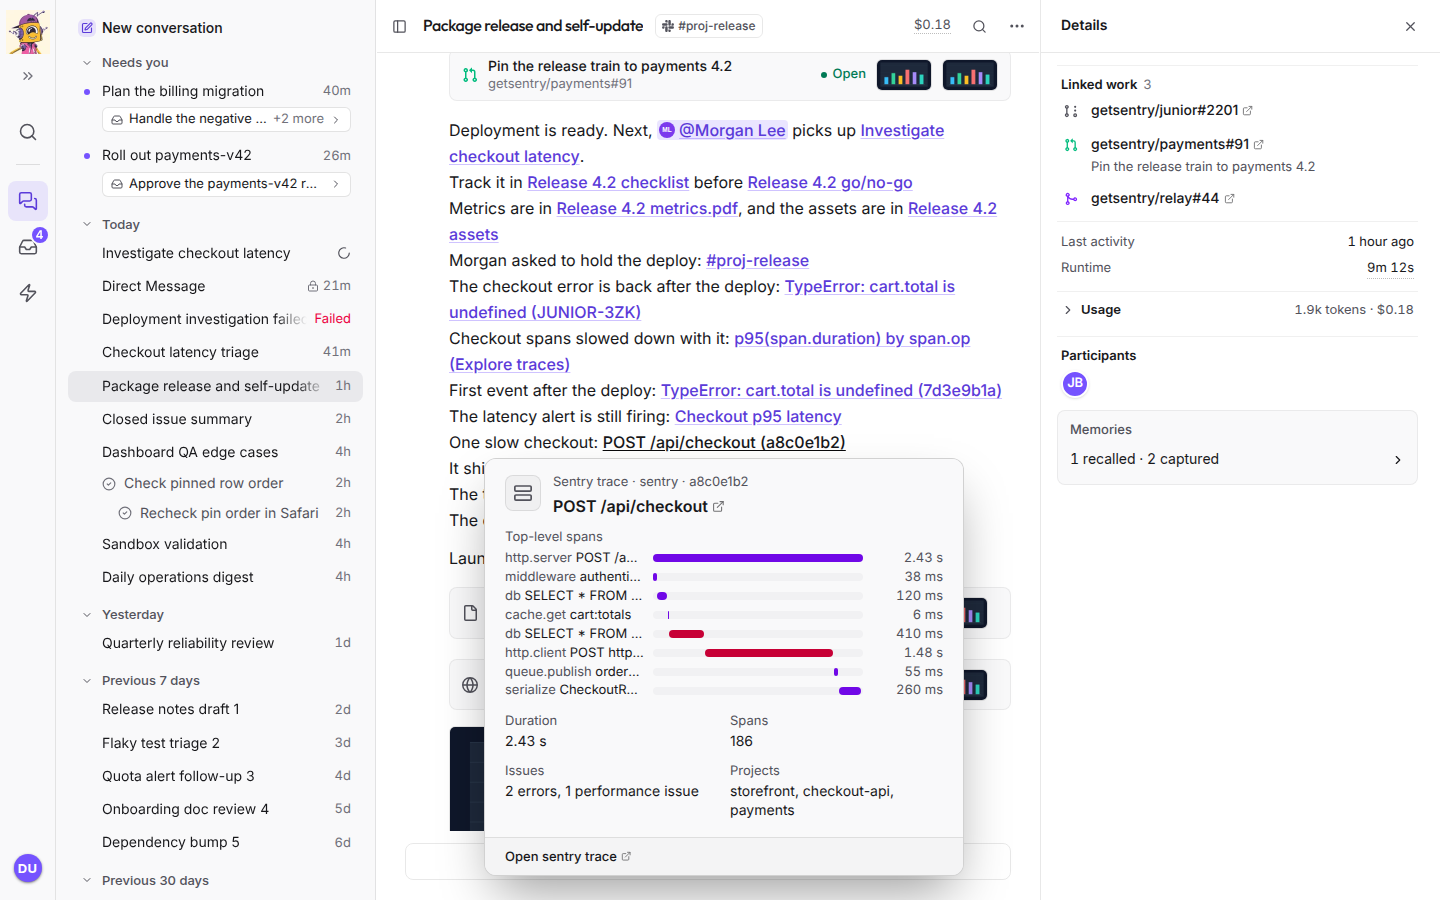 New conversation
Needs you
Plan the billing migration 40m
Handle the negative ... +2 more
Roll out payments-v42 26m
Approve the payments-v42 r...
Today
Investigate checkout latency
Direct Message 21m
Deployment investigation failed Failed
Checkout latency triage 41m
Package release and self-update 1h
Closed issue summary 2h
Dashboard QA edge cases 4h
Check pinned row order 2h
Recheck pin order in Safari 2h
Sandbox validation 4h
Daily operations digest 4h
Yesterday
Quarterly reliability review 1d
Previous 7 days
Release notes draft 1 2d
Flaky test triage 2 3d
Quota alert follow-up 3 4d
Onboarding doc review 4 5d
Dependency bump 5 6d
Previous 30 days
4
DU
Package release and self-update #proj-release $0.18
Pin the release train to payments 4.2
getsentry/payments#91
Open
Deployment is ready. Next, ML @Morgan Lee picks up Investigate
checkout latency.
Track it in Release 4.2 checklist before Release 4.2 go/no-go
Metrics are in Release 4.2 metrics.pdf, and the assets are in Release 4.2
assets
Morgan asked to hold the deploy: #proj-release
The checkout error is back after the deploy: TypeError: cart.total is
undefined (JUNIOR-3ZK)
Checkout spans slowed down with it: p95(span.duration) by span.op
(Explore traces)
First event after the deploy: TypeError: cart.total is undefined (7d3e9b1a)
The latency alert is still firing: Checkout p95 latency
One slow checkout: POST /api/checkout (a8c0e1b2)
It shi
The
The
Laun
Sentry trace · sentry · a8c0e1b2
POST /api/checkout
Top-level spans
http.server POST /a... 2.43 s
middleware authenti... 38 ms
db SELECT * FROM ... 120 ms
cache.get cart:totals 6 ms
db SELECT * FROM ... 410 ms
http.client POST http... 1.48 s
queue.publish order... 55 ms
serialize CheckoutR... 260 ms
Duration Spans
2.43 s 186
Issues Projects
2 errors, 1 performance issue storefront, checkout-api,
payments
Open sentry trace
Details
Linked work 3
getsentry/junior#2201
getsentry/payments#91
Pin the release train to payments 4.2
getsentry/relay#44
Last activity 1 hour ago
Runtime 9m 12s
Usage 1.9k tokens · $0.18
Participants
JB
Memories
1 recalled · 2 captured